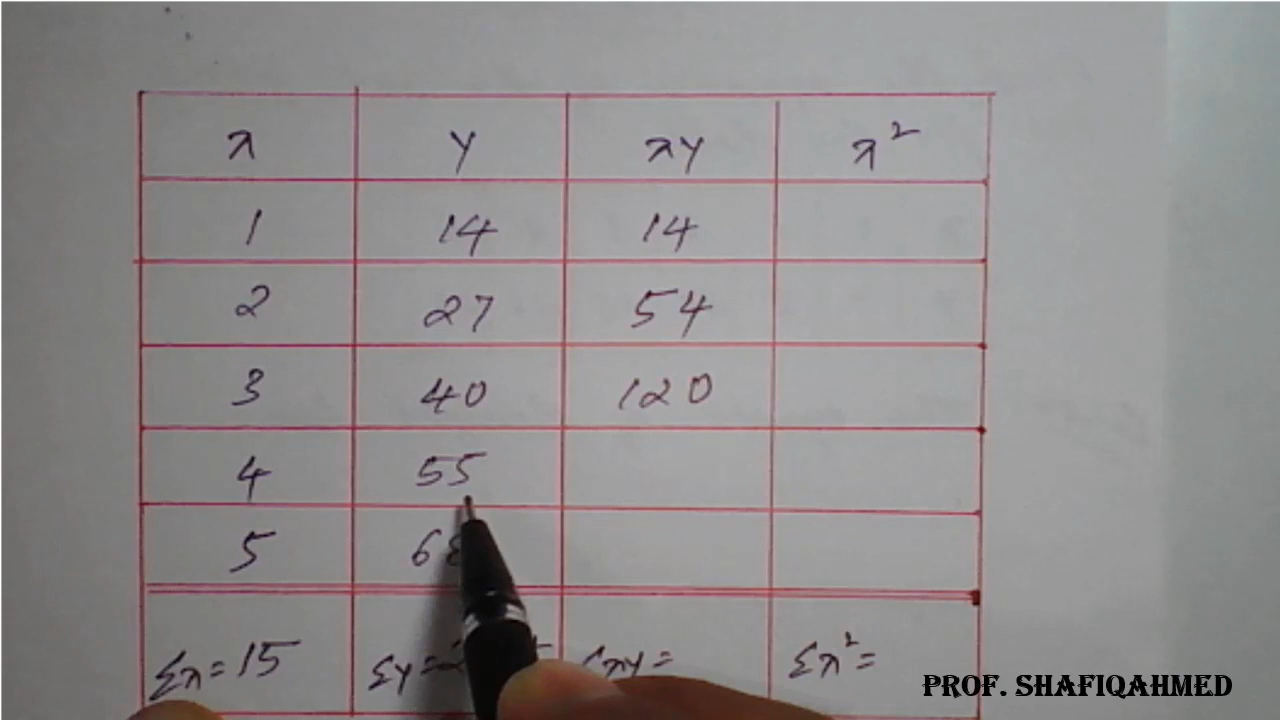 x y xy x²
1 14 14
2 27 54
3 40 120
4 55
5
Σx=15 Σy= xy= Σx²=
PROF. SHAFIQAHMED